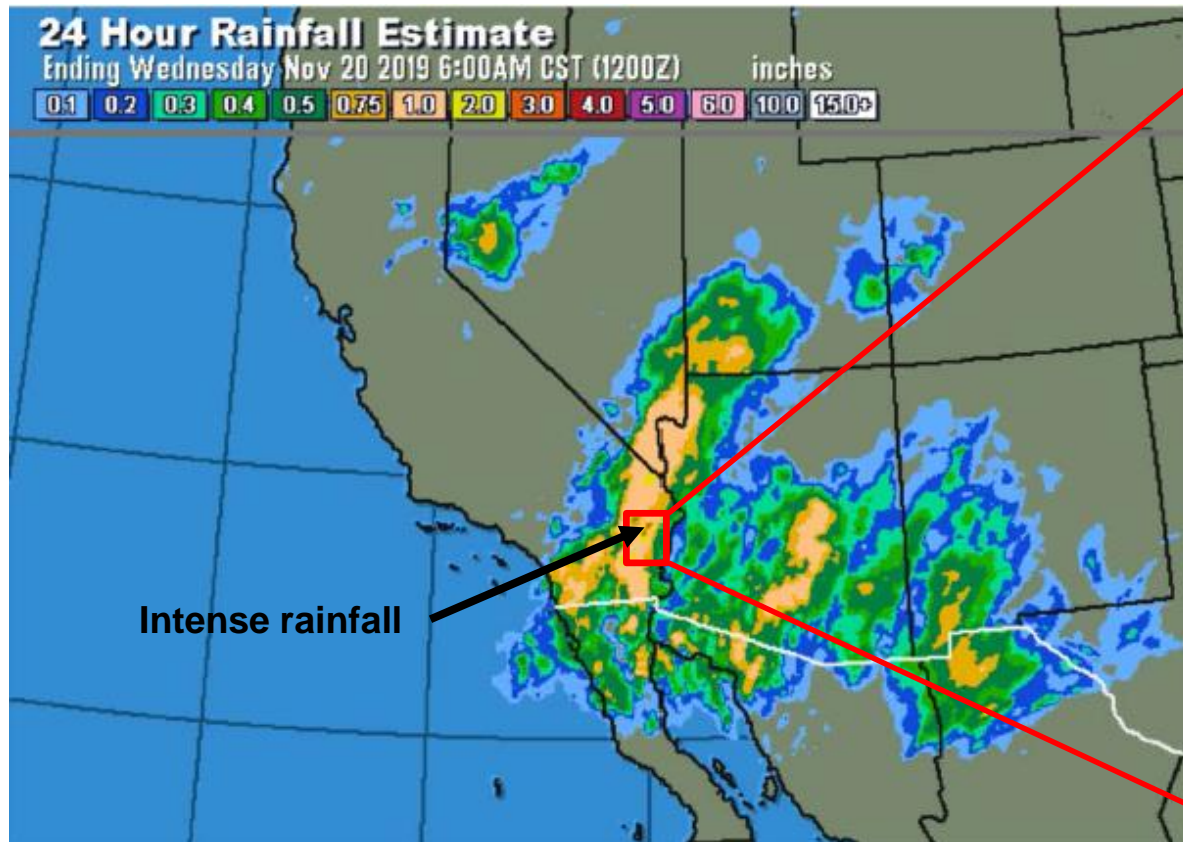 24 Hour Rainfall Estimate
Ending Wednesday Nov 20 2019 6:00AM CST (1200Z) inches
0.1 0.2 0.3 0.4 0.5 0.75 1.0 2.0 3.0 4.0 5.0 6.0 10.0 15.0+
Intense rainfall